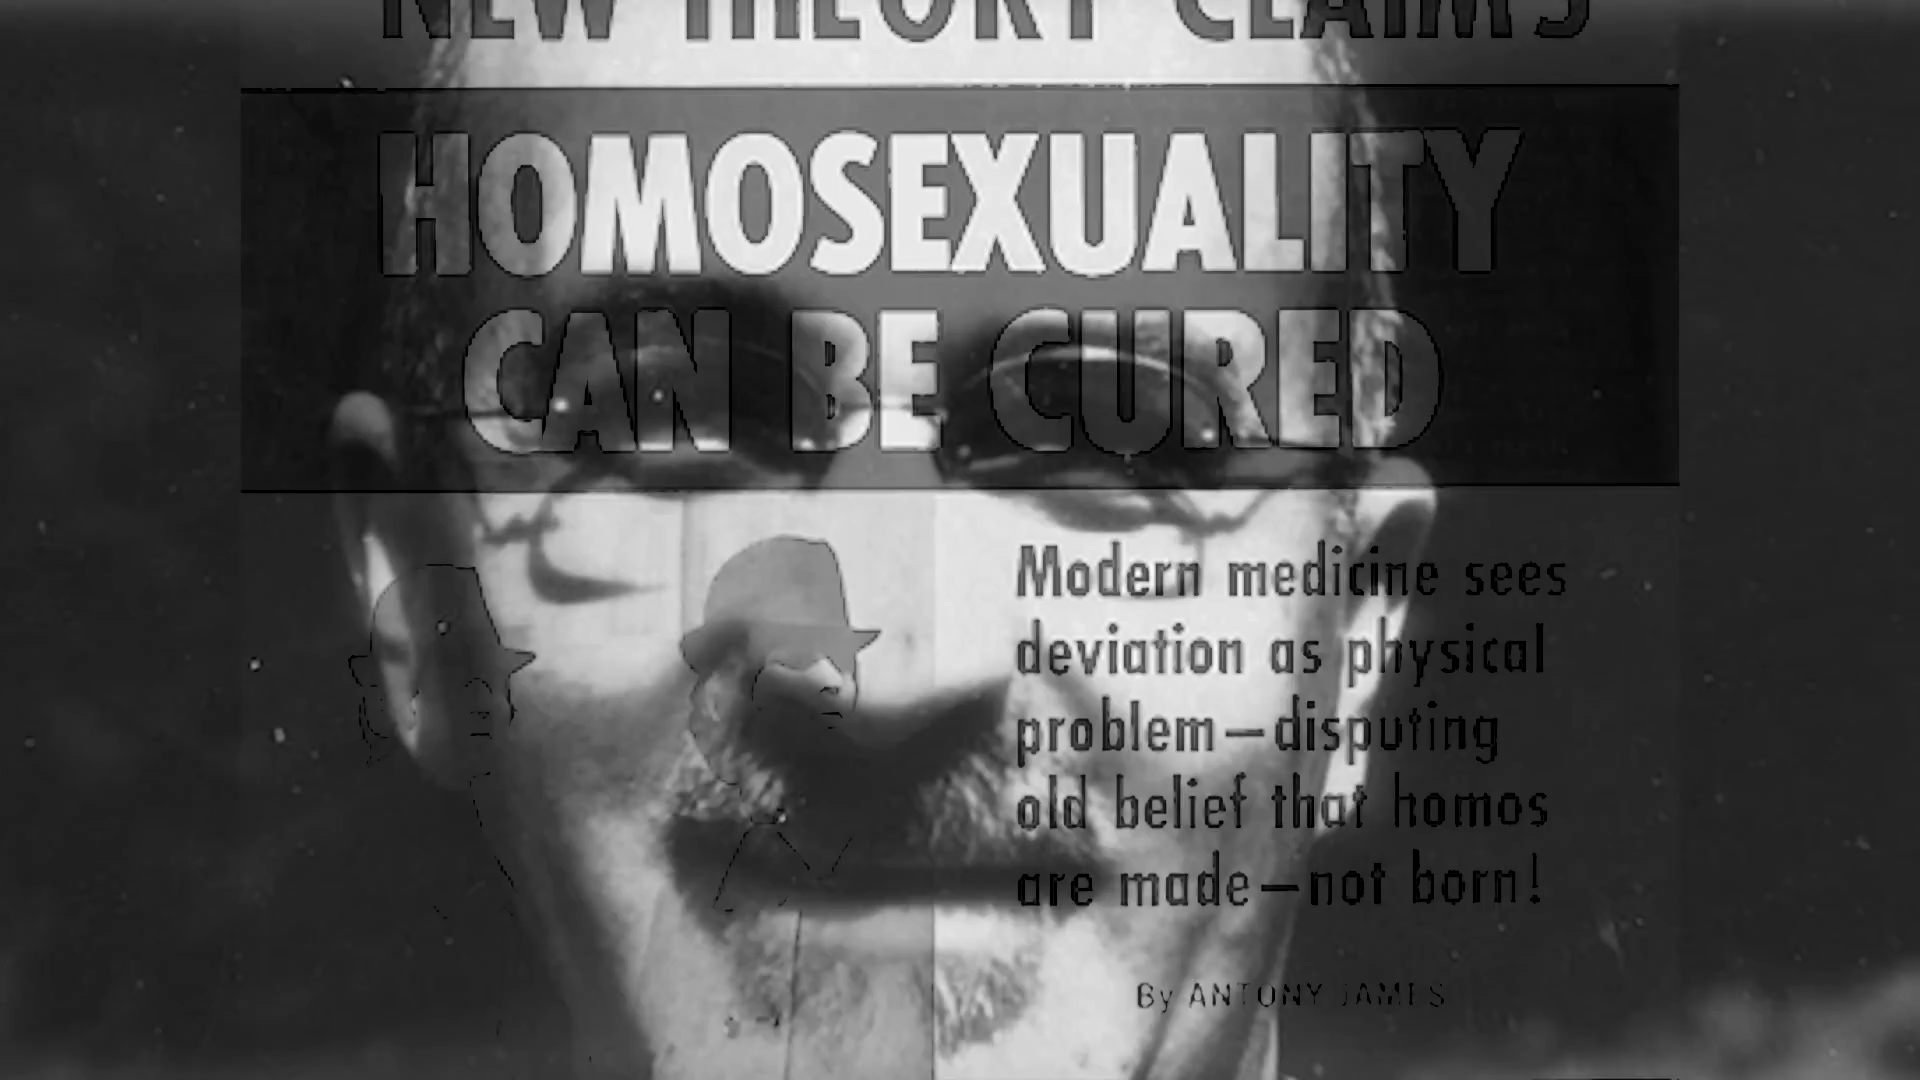 NEW THEORY CLAIMS
HOMOSEXUALITY
CAN BE CURED
Modern medicine sees
deviation as physical
problem—disputing
old belief that homos
are made—not born!
By ANTONY JAMES